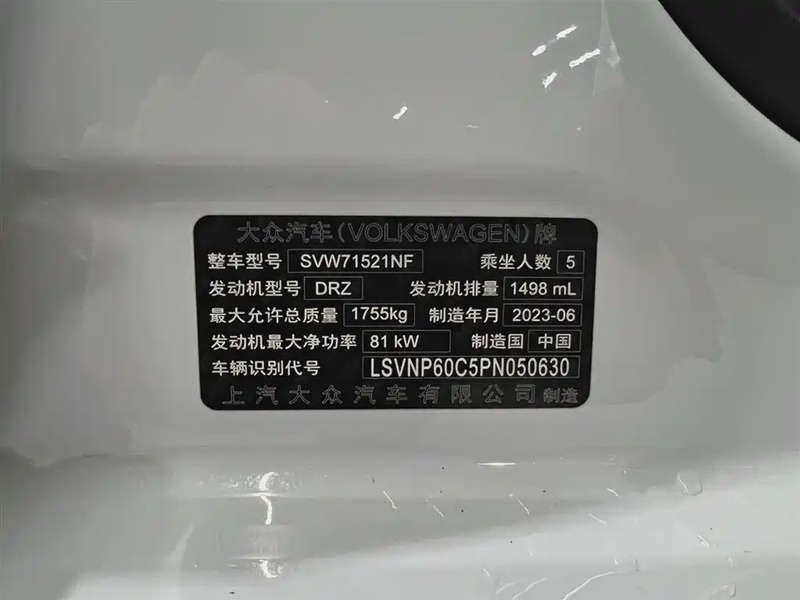 大众汽车(VOLKSWAGEN)牌
整车型号 SVW71521NF 乘坐人数 5
发动机型号 DRZ 发动机排量 1498 mL
最大允许总质量 1755kg 制造年月 2023-06
发动机最大净功率 81 kW 制造国 中国
车辆识别代号 LSVNP60C5PN050630
上汽大众汽车有限公司 制造